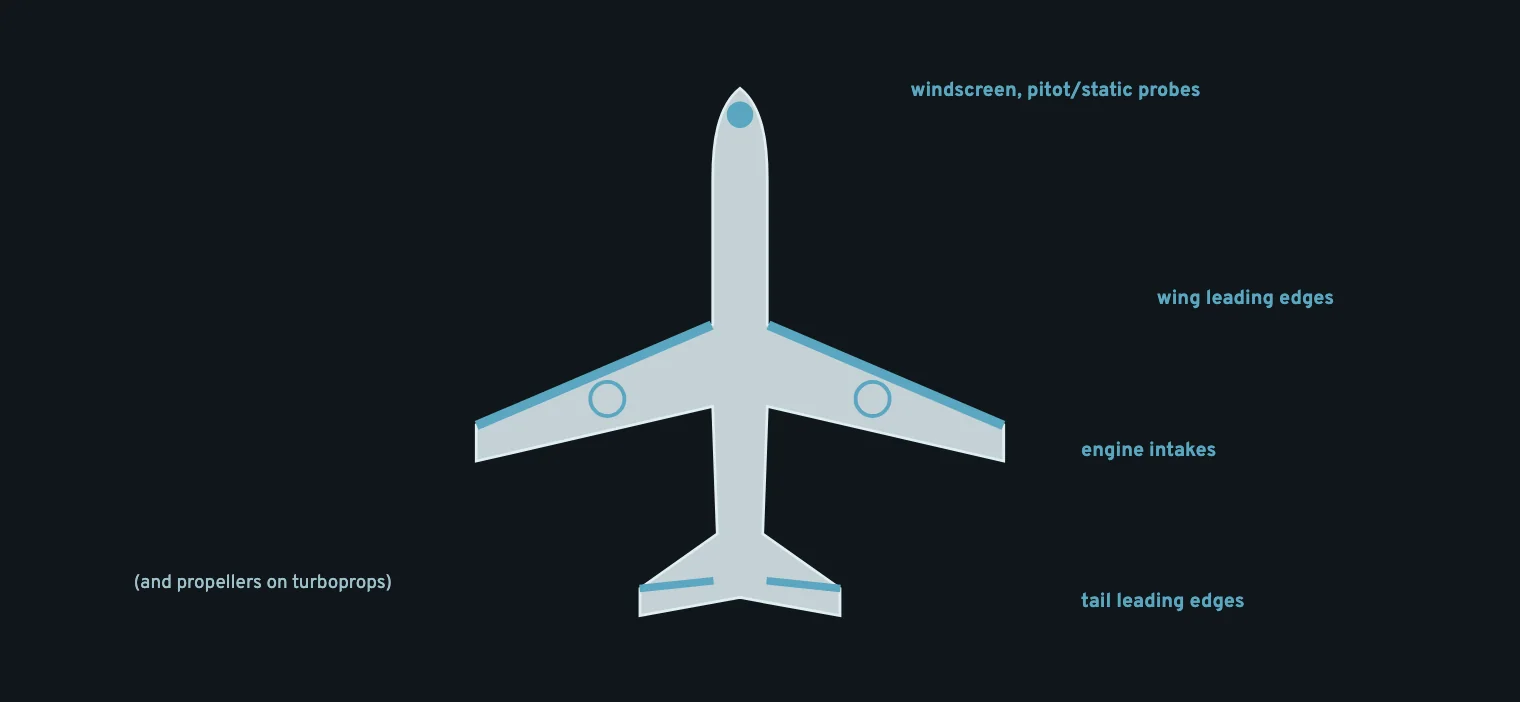 windscreen, pitot/static probes
wing leading edges
engine intakes
(and propellers on turboprops)
tail leading edges